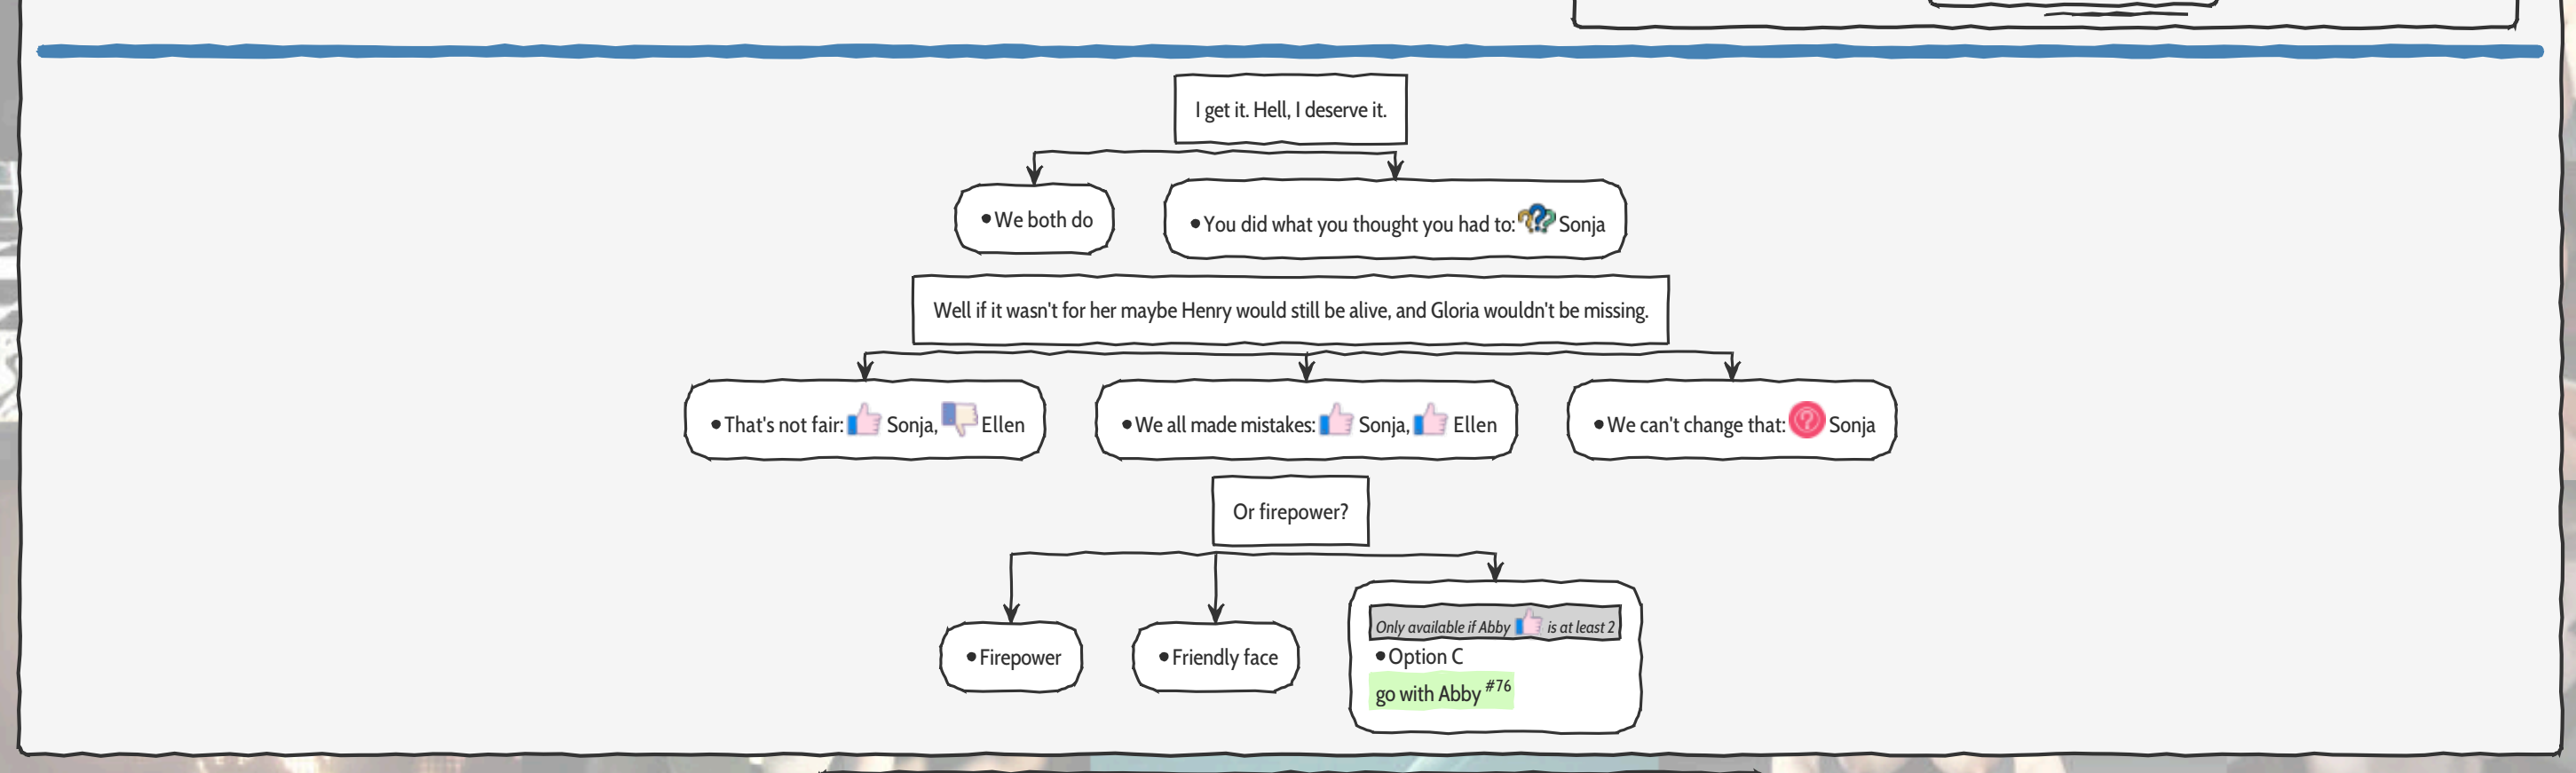 I get it. Hell, I deserve it.
•We both do
•You did what you thought you had to: Sonja
Well if it wasn't for her maybe Henry would still be alive, and Gloria wouldn't be missing.
•That's not fair: Sonja, Ellen
•We all made mistakes: Sonja, Ellen
•We can't change that: Sonja
Or firepower?
•Firepower
•Friendly face
Only available if Abby is at least 2
•Option C
go with Abby #76